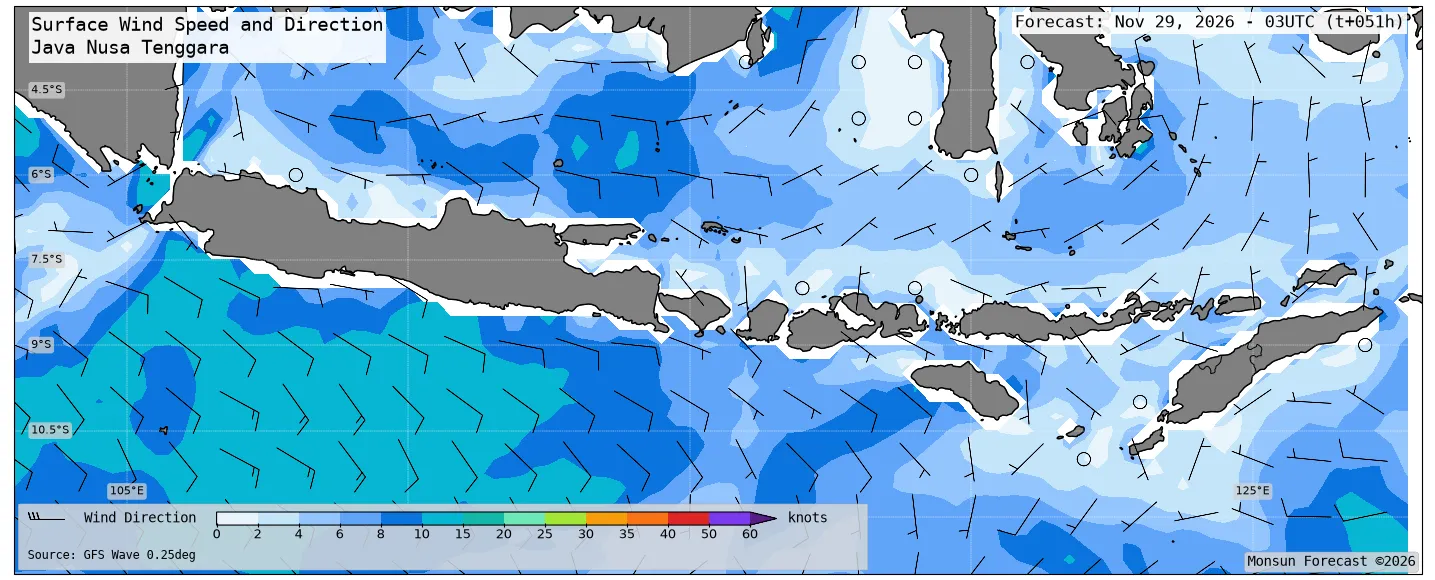 Surface Wind Speed and Direction
Java Nusa Tenggara
Forecast: Nov 29, 2026 - 03UTC (t+051h)
4.5°S
6°S
7.5°S
9°S
10.5°S
105°E
125°E
Wind Direction
0 2 4 6 8 10 15 20 25 30 35 40 50 60
knots
Source: GFS Wave 0.25deg
Monsun Forecast ©2026